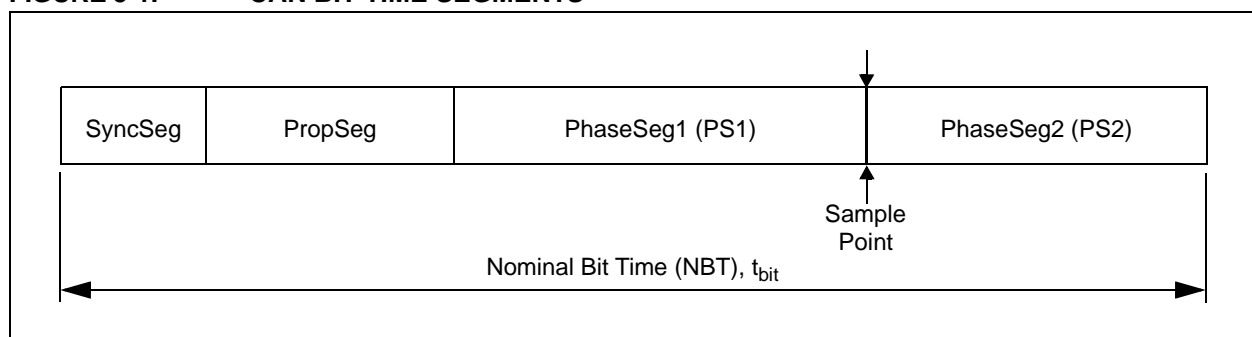 SyncSeg
PropSeg
PhaseSeg1 (PS1)
PhaseSeg2 (PS2)
Sample
Point
Nominal Bit Time (NBT), tbit